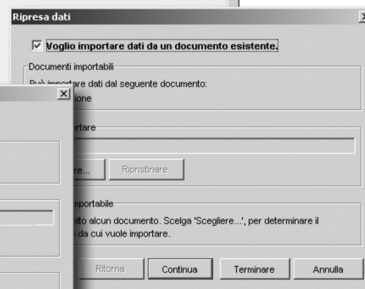 Ripresa dati
Voglio importare dati da un documento esistente.
Documenti importabili
Può importare dati dal seguente documento:
Ripristinare
alcun documento. Scelga 'Scegliere...', per determinare il
da cui vuole importare.
Ritorna Continua Terminare Annulla